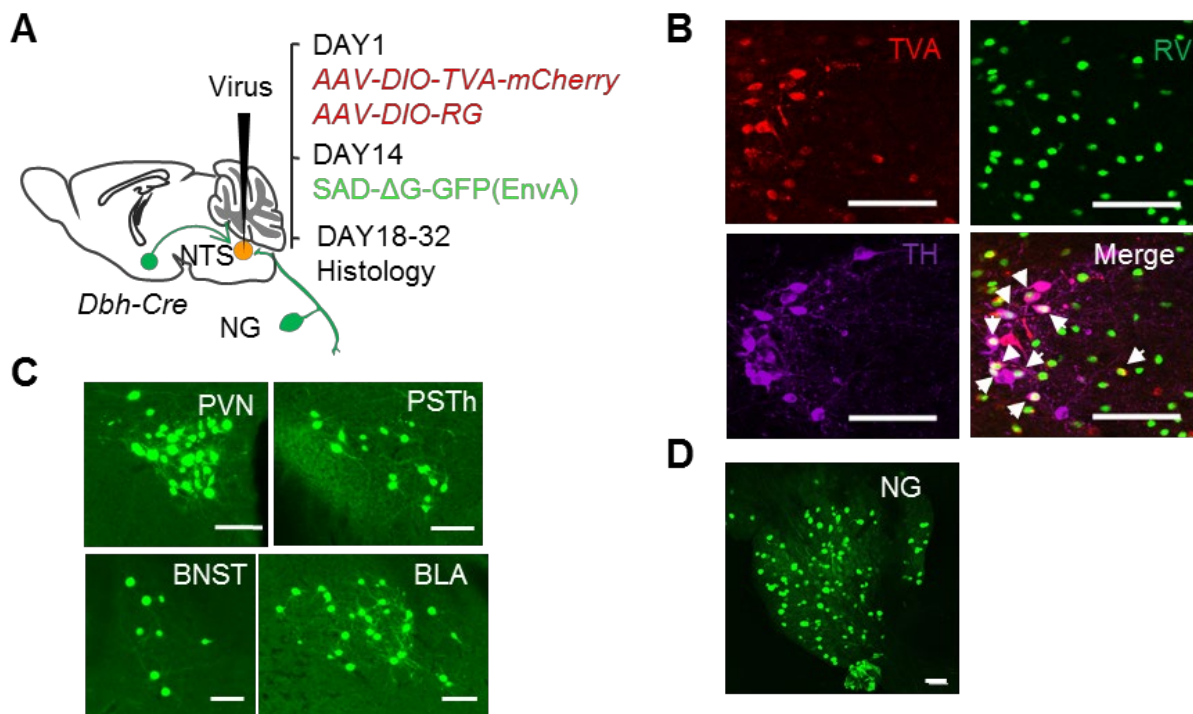 A
Virus
DAY1
AAV-DIO-TVA-mCherry
AAV-DIO-RG
DAY14
SAD-ΔG-GFP(EnvA)
DAY18-32
Histology
NTS
Dbh-Cre
NG
B
TVA
RV
TH
Merge
C
PVN
PSTh
BNST
BLA
D
NG